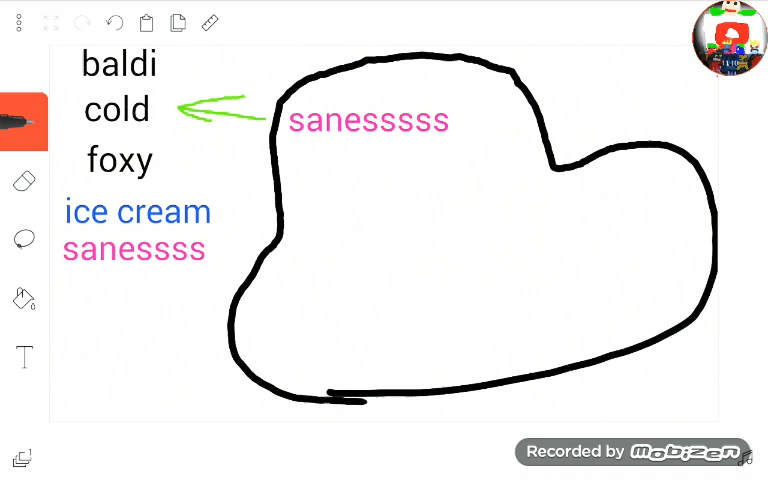 baldi
cold
sanesssss
foxy
ice cream
sanessss
T
Recorded by mobizen